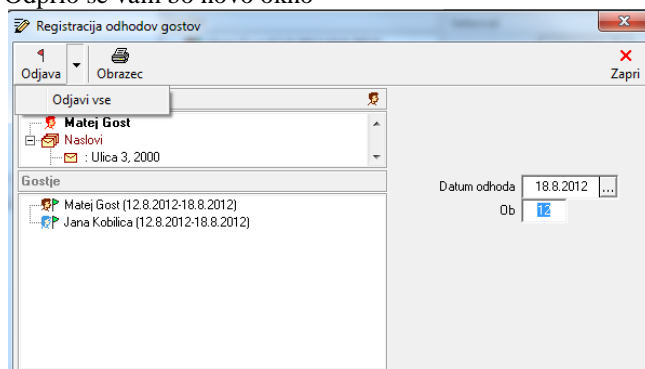 Odprlo se vam bo novo okno
Registracija odhodov gostov
Odjava
Obrazec
Zapri
Odjavi vse
Matej Gost
Naslovi
: Ulica 3, 2000
Gostje
Matej Gost (12.8.2012-18.8.2012)
Jana Kobilica (12.8.2012-18.8.2012)
Datum odhoda 18.8.2012 ...
Ob 12